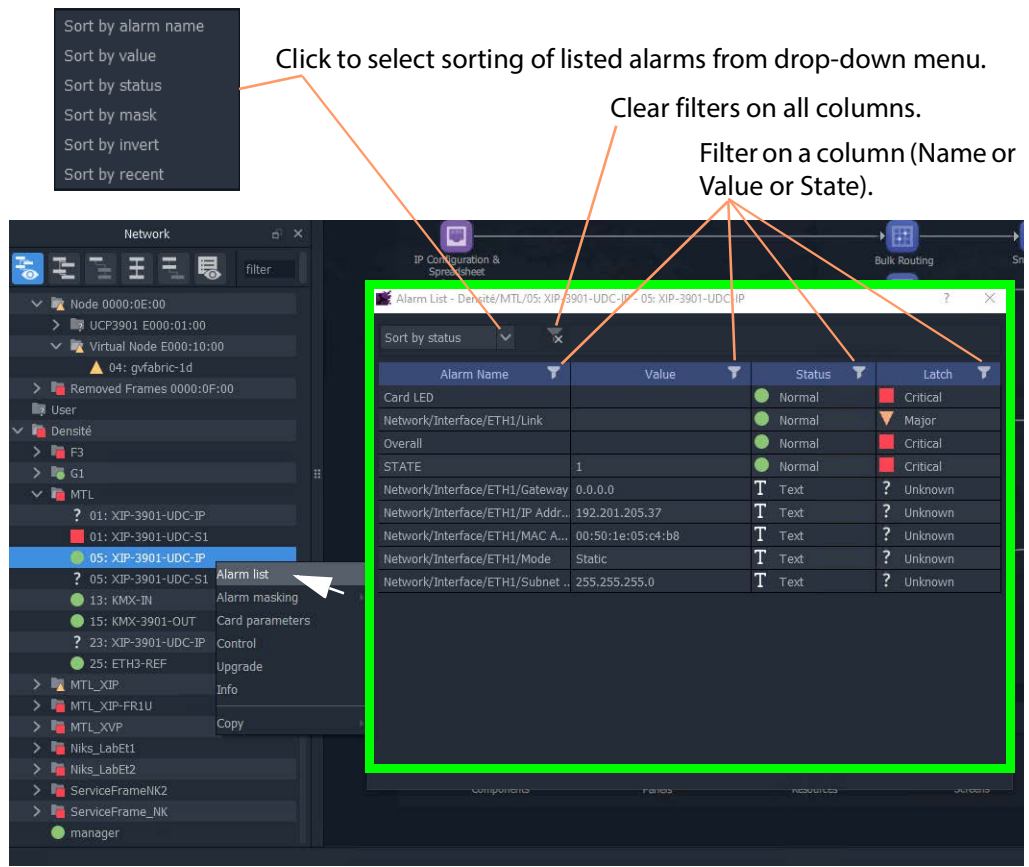 Sort by alarm name
Sort by value
Sort by status
Sort by mask
Sort by invert
Sort by recent
Click to select sorting of listed alarms from drop-down menu.
Clear filters on all columns.
Filter on a column (Name or
Value or State).
Network
filter
Node 0000:0E:00
UCP3901 E000:01:00
Virtual Node E000:10:00
04: gvfabric-1d
Removed Frames 0000:0F:00
User
Densité
F3
G1
MTL
01: XIP-3901-UDC-IP
01: XIP-3901-UDC-S1
05: XIP-3901-UDC-IP
05: XIP-3901-UDC-S1
13: KMX-IN
15: KMX-3901-OUT
23: XIP-3901-UDC-IP
25: ETH3-REF
MTL_XIP
MTL_XIP-FR1U
MTL_XVP
Niks_LabEt1
Niks_LabEt2
ServiceFrameNK2
ServiceFrame_NK
manager
Alarm list
Alarm masking
Card parameters
Control
Upgrade
Info
Copy
IP Configuration &
Spreadsheet
Bulk Routing
Sn
Alarm List - Densité/MTL/05: XIP-3901-UDC-IP - 05: XIP-3901-UDC-IP
Sort by status
Alarm Name Value Status Latch
Card LED Normal Critical
Network/Interface/ETH1/Link Normal Major
Overall Normal Critical
STATE 1 Normal Critical
Network/Interface/ETH1/Gateway 0.0.0.0 T Text ? Unknown
Network/Interface/ETH1/IP Addr... 192.201.205.37 T Text ? Unknown
Network/Interface/ETH1/MAC A... 00:50:1e:05:c4:b8 T Text ? Unknown
Network/Interface/ETH1/Mode Static T Text ? Unknown
Network/Interface/ETH1/Subnet ... 255.255.255.0 T Text ? Unknown
Components Panels Resources Screens